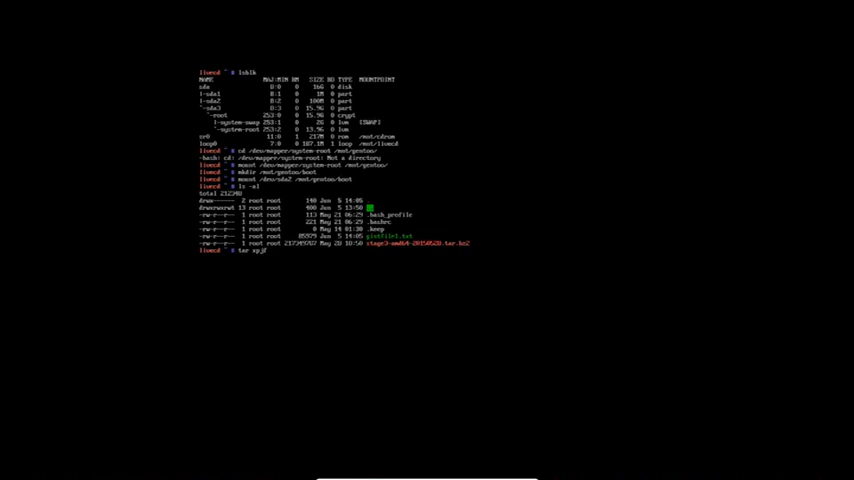 livecd ~ # lsblk
NAME MAJ:MIN RM SIZE RO TYPE MOUNTPOINT
sda 8:0 0 16G 0 disk
|-sda1 8:1 0 1M 0 part
|-sda2 8:2 0 100M 0 part
`-sda3 8:3 0 15.9G 0 part
`-root 253:0 0 15.9G 0 crypt
|-system-swap 253:1 0 2G 0 lvm [SWAP]
`-system-root 253:2 0 13.9G 0 lvm
sr0 11:0 1 217M 0 rom /mnt/cdrom
loop0 7:0 0 187.1M 1 loop /mnt/livecd
livecd ~ # cd /dev/mapper/system-root /mnt/gentoo/
-bash: cd: /dev/mapper/system-root: Not a directory
livecd ~ # mount /dev/mapper/system-root /mnt/gentoo/
livecd ~ # mkdir /mnt/gentoo/boot
livecd ~ # mount /dev/sda2 /mnt/gentoo/boot
livecd ~ # ls -al
total 212348
drwx------ 2 root root 140 Jun 5 14:05 .
drwxrwxrwt 13 root root 400 Jun 5 13:50 ..
-rw-r--r-- 1 root root 113 May 21 06:29 .bash_profile
-rw-r--r-- 1 root root 221 May 21 06:29 .bashrc
-rw-r--r-- 1 root root 0 May 14 01:30 .keep
-rw-r--r-- 1 root root 85979 Jun 5 14:05 gistfile1.txt
-rw-r--r-- 1 root root 217349787 May 28 18:50 stage3-amd64-20150528.tar.bz2
livecd ~ # tar xpjf